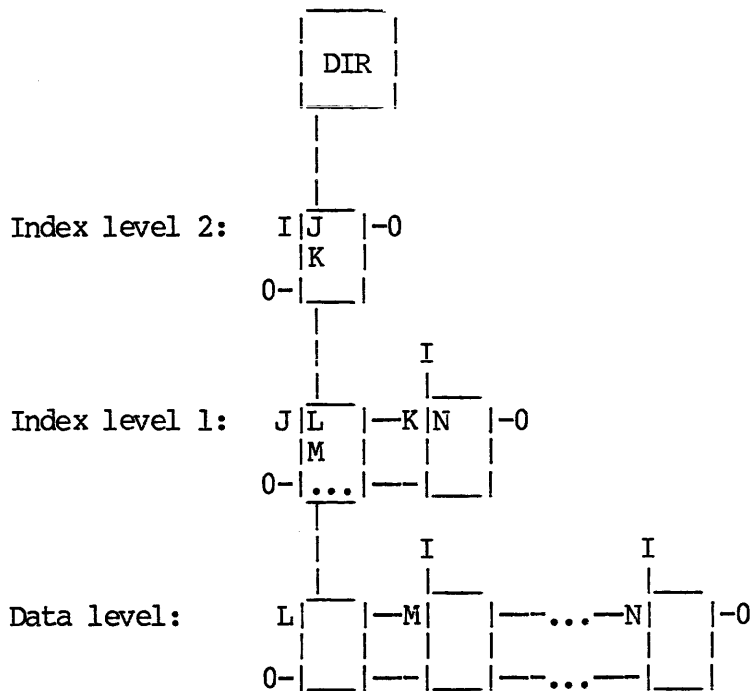 DIR
Index level 2: I J -0
K
0-
I
Index level 1: J L K N -0
M
0- ...
I I
Data level: L M ... N -0
0- ...